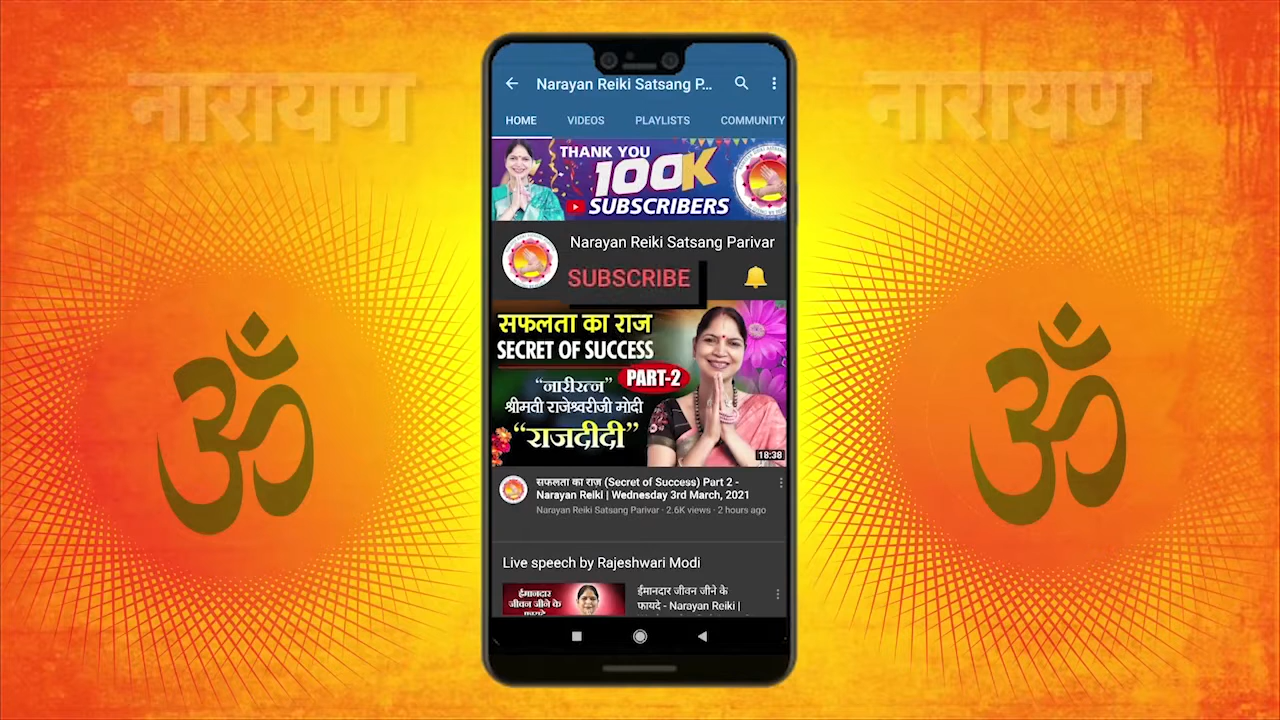 नारायण
नारायण
Narayan Reiki Satsang P...
HOME VIDEOS PLAYLISTS COMMUNITY
THANK YOU
100K
SUBSCRIBERS
Narayan Reiki Satsang Parivar
SUBSCRIBE
सफलता का राज
SECRET OF SUCCESS
PART-2
“नारीरत्न”
श्रीमती राजेश्वरीजी मोदी
“राजदीदी”
18:38
सफलता का राज़ (Secret of Success) Part 2 -
Narayan Reiki | Wednesday 3rd March, 2021
Narayan Reiki Satsang Parivar · 2.6K views · 2 hours ago
Live speech by Rajeshwari Modi
ईमानदार
जीवन जीने के
ईमानदार जीवन जीने के
फायदे - Narayan Reiki |
ॐ
ॐ